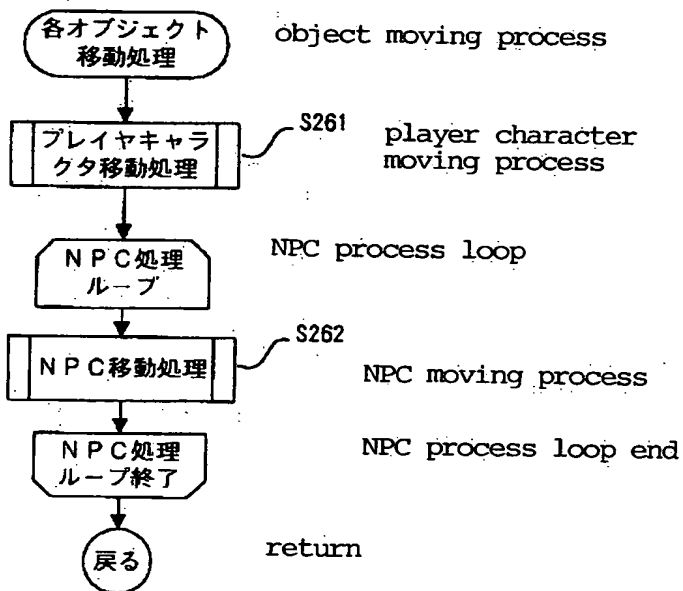 各オブジェクト
移動処理
object moving process
S261
プレイヤキャラ
クタ移動処理
player character
moving process
NPC処理
ループ
NPC process loop
S262
NPC移動処理
NPC moving process
NPC処理
ループ終了
NPC process loop end
戻る
return